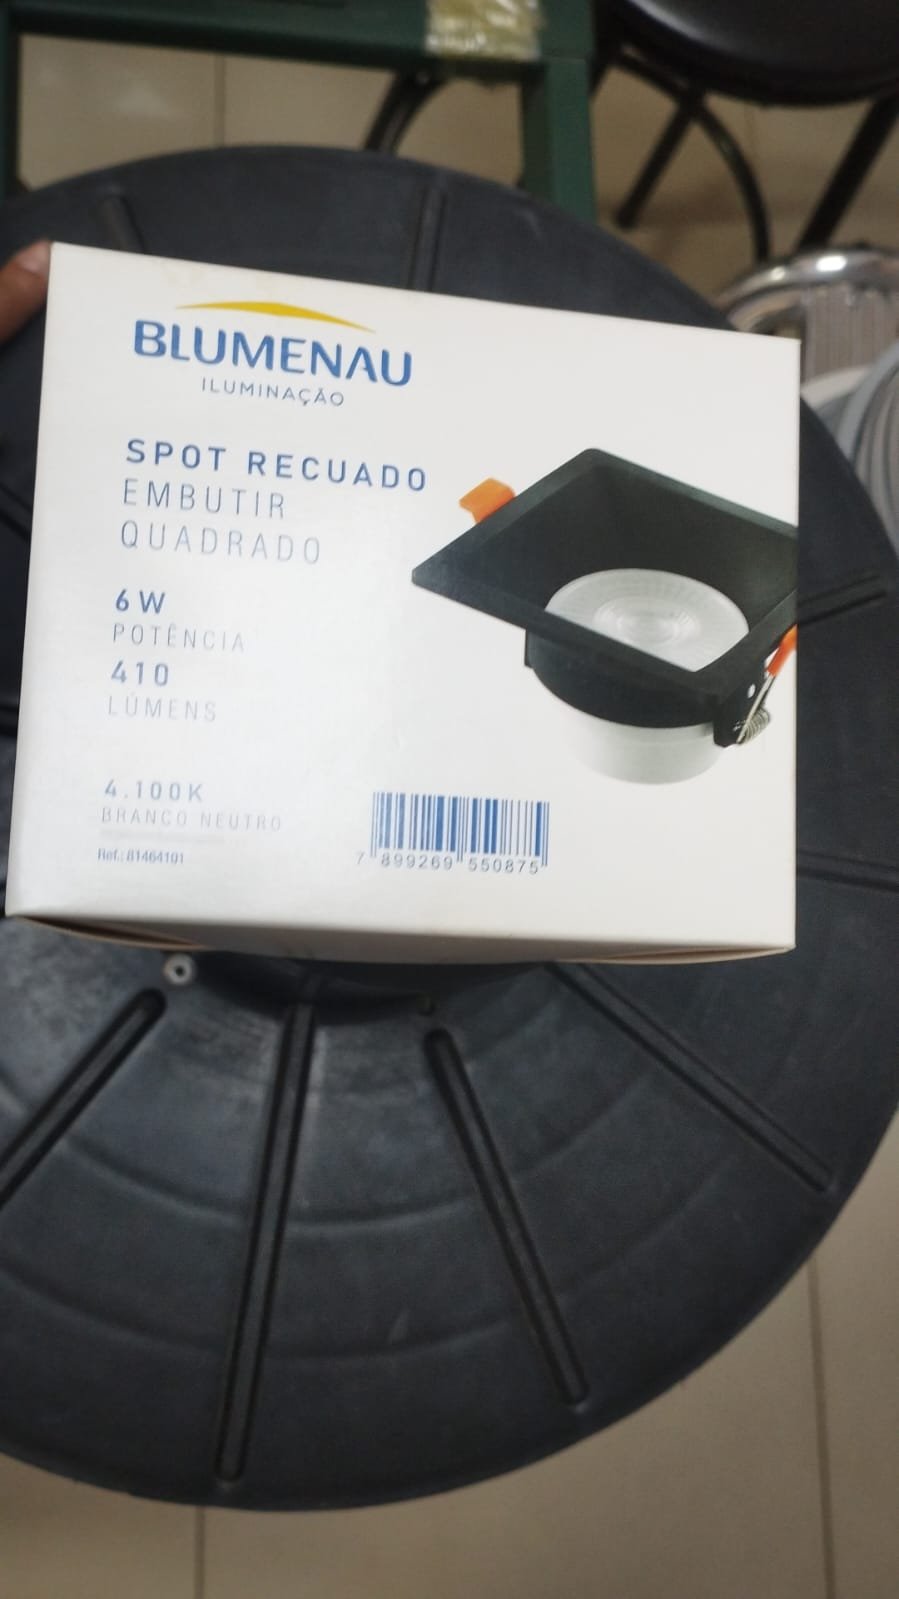 BLUMENAU
ILUMINAÇÃO
SPOT RECUADO
EMBUTIR
QUADRADO
6W
POTÊNCIA
410
LÚMENS
4.100K
BRANCO NEUTRO
Ref.: 81464101
7 899269 550875